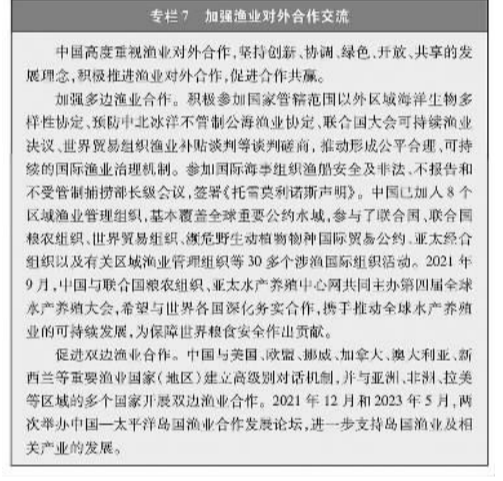 专栏7 加强渔业对外合作交流
中国高度重视渔业对外合作,坚持创新、协调、绿色、开放、共享的发
展理念,积极推进渔业对外合作,促进合作共赢。
加强多边渔业合作。积极参加国家管辖范围以外区域海洋生物多
样性协定、预防中北冰洋不管制公海渔业协定、联合国大会可持续渔业
决议、世界贸易组织渔业补贴谈判等谈判磋商,推动形成公平合理、可持
续的国际渔业治理机制。参加国际海事组织渔船安全及非法、不报告和
不受管制捕捞部长级会议,签署《托雷莫利诺斯声明》。中国已加入8个
区域渔业管理组织,基本覆盖全球重要公约水域,参与了联合国、联合国
粮农组织、世界贸易组织、濒危野生动植物物种国际贸易公约、亚太经合
组织以及有关区域渔业管理组织等30多个涉渔国际组织活动。2021年
9月,中国与联合国粮农组织、亚太水产养殖中心网共同主办第四届全球
水产养殖大会,希望与世界各国深化务实合作,携手推动全球水产养殖
业的可持续发展,为保障世界粮食安全作出贡献。
促进双边渔业合作。中国与美国、欧盟、挪威、加拿大、澳大利亚、新
西兰等重要渔业国家(地区)建立高级别对话机制,并与亚洲、非洲、拉美
等区域的多个国家开展双边渔业合作。2021年12月和2023年5月,两
次举办中国—太平洋岛国渔业合作发展论坛,进一步支持岛国渔业及相
关产业的发展。